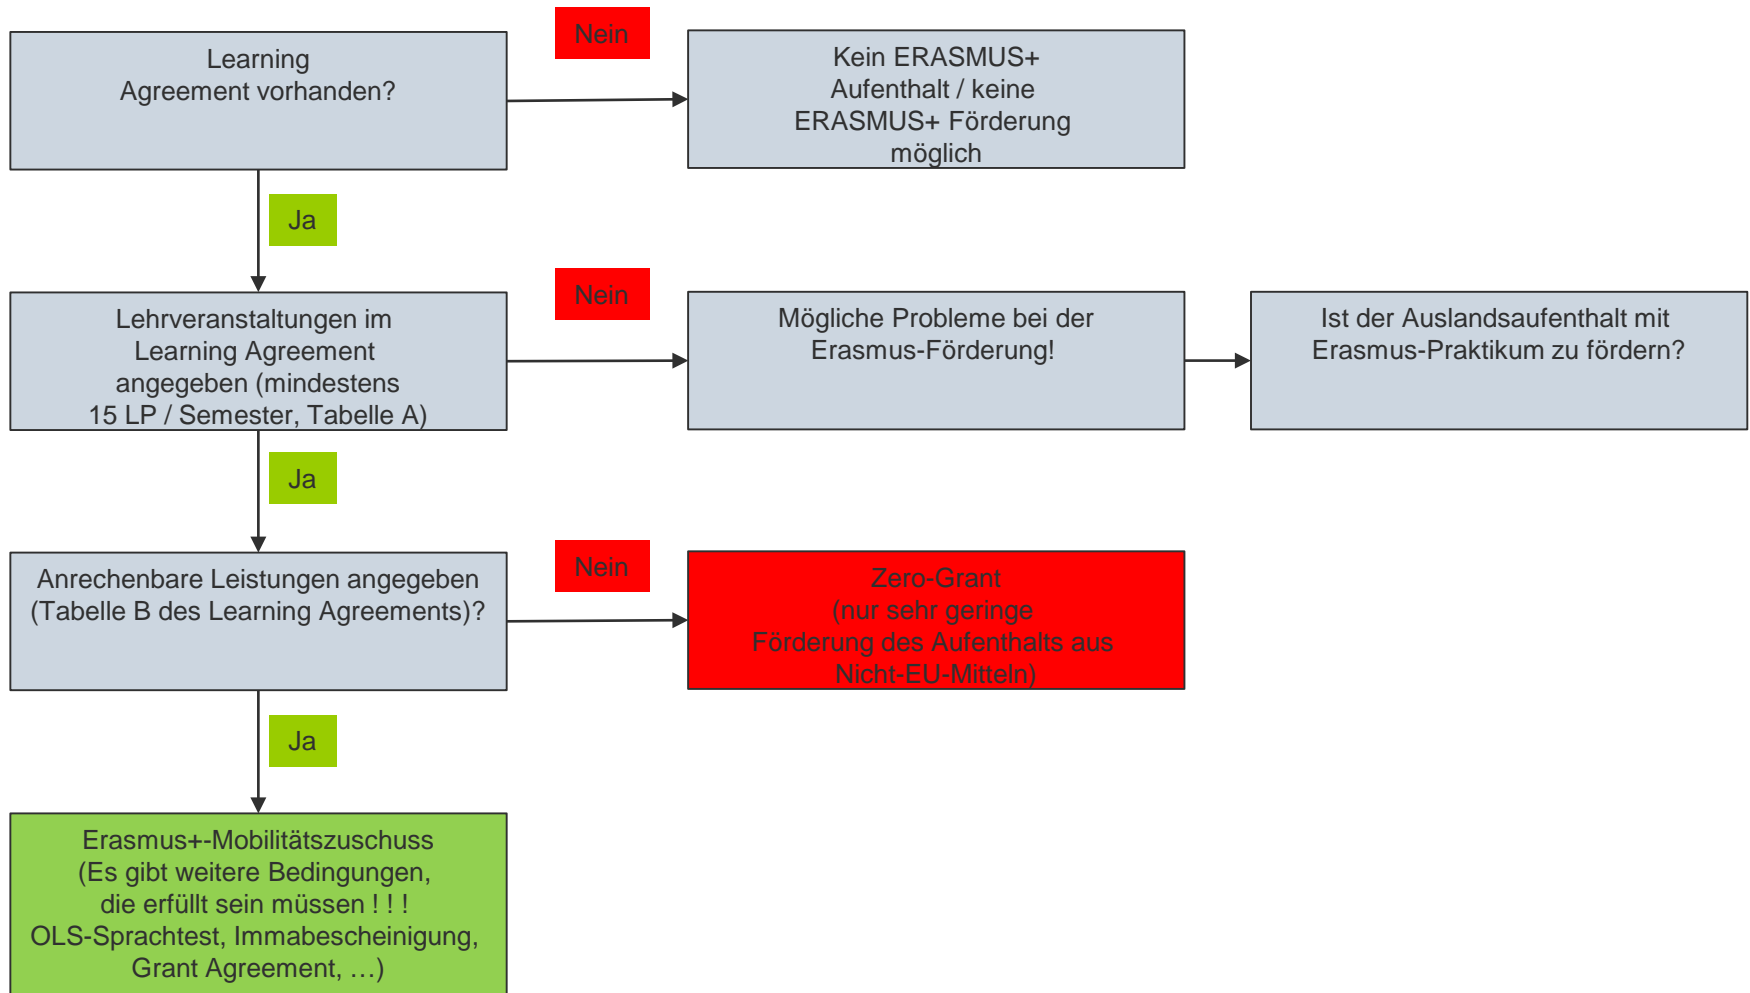 Learning
Agreement vorhanden?
Nein
Kein ERASMUS+
Aufenthalt / keine
ERASMUS+ Förderung
möglich
Ja
Lehrveranstaltungen im
Learning Agreement
angegeben (mindestens
15 LP / Semester, Tabelle A)
Nein
Mögliche Probleme bei der
Erasmus-Förderung!
Ist der Auslandsaufenthalt mit
Erasmus-Praktikum zu fördern?
Ja
Anrechenbare Leistungen angegeben
(Tabelle B des Learning Agreements)?
Nein
Zero-Grant
(nur sehr geringe
Förderung des Aufenthalts aus
Nicht-EU-Mitteln)
Ja
Erasmus+-Mobilitätszuschuss
(Es gibt weitere Bedingungen,
die erfüllt sein müssen ! ! !
OLS-Sprachtest, Immabescheinigung,
Grant Agreement, …)